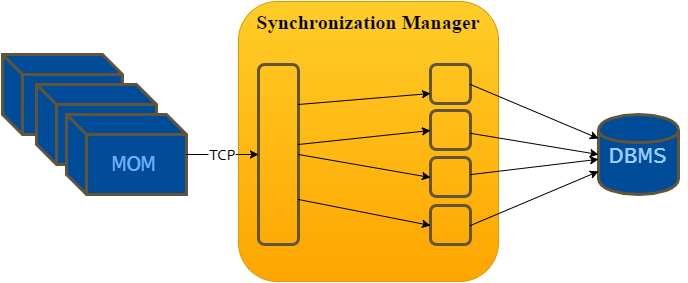 Synchronization Manager
MOM
TCP
DBMS